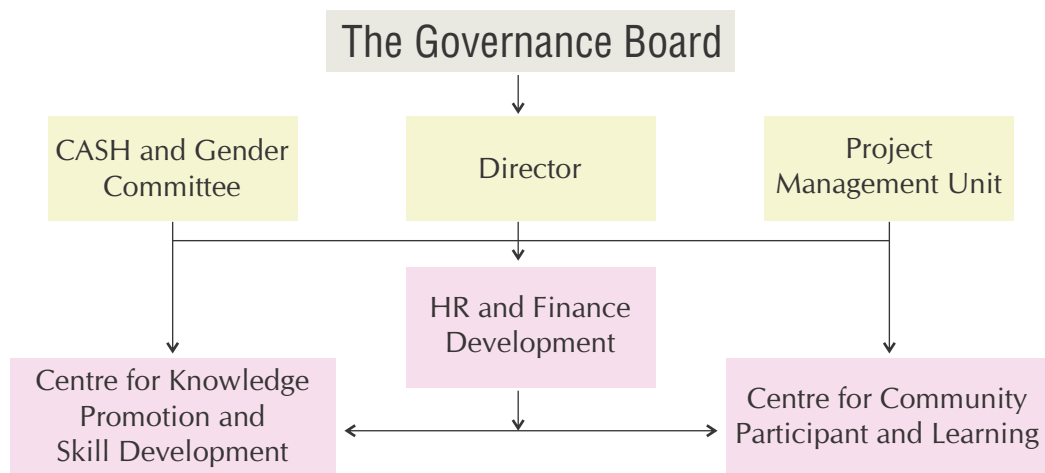 The Governance Board
CASH and Gender
Committee
Director
Project
Management Unit
HR and Finance
Development
Centre for Knowledge
Promotion and
Skill Development
Centre for Community
Participant and Learning